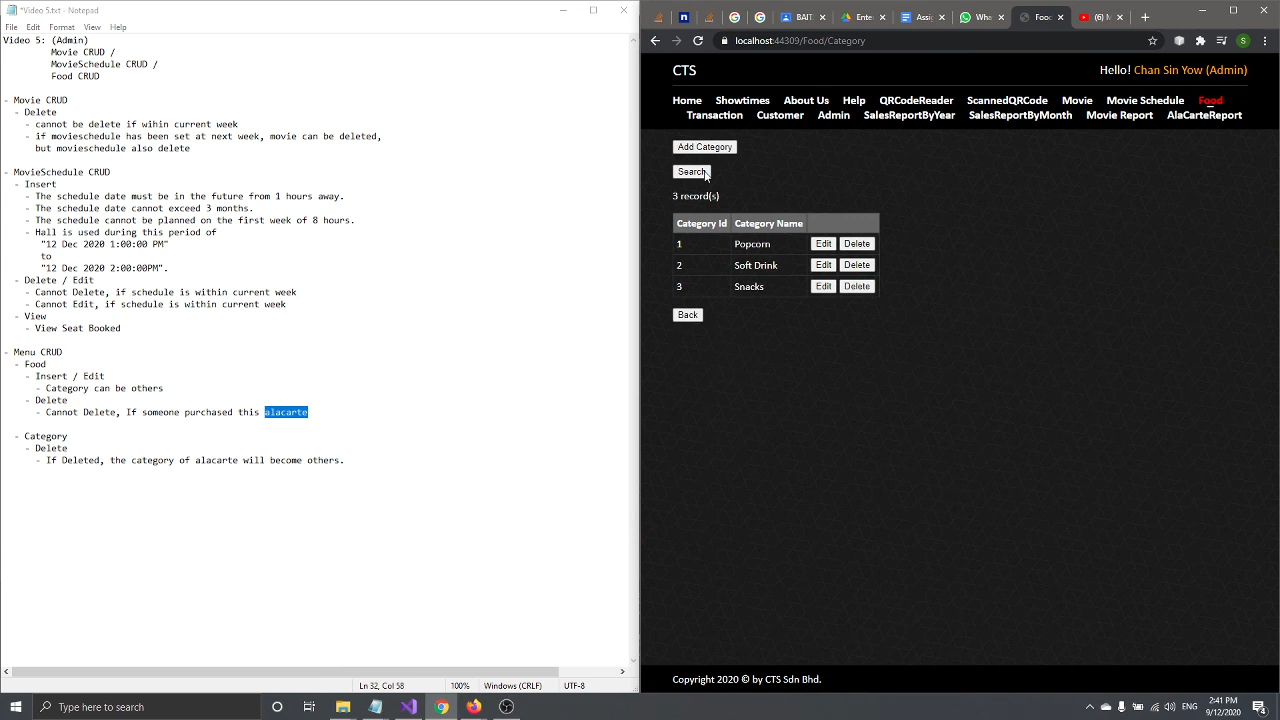 *Video 5.txt - Notepad
File Edit Format View Help
Video 5: (Admin)
Movie CRUD /
MovieSchedule CRUD /
Food CRUD
- Movie CRUD
- Delete
- cannot be delete if wihin current week
- if movieschedule has been set at next week, movie can be deleted,
but movieschedule also delete
- MovieSchedule CRUD
- Insert
- The schedule date must be in the future from 1 hours away.
- The schedule date cannot exceed 3 months.
- The schedule cannot be planned on the first week of 8 hours.
- Hall is used during this period of
"12 Dec 2020 1:00:00 PM"
to
"12 Dec 2020 2:00:00PM".
- Delete / Edit
- Cannot Delete, if schedule is within current week
- Cannot Edit, if schedule is within current week
- View
- View Seat Booked
- Menu CRUD
- Food
- Insert / Edit
- Category can be others
- Delete
- Cannot Delete, If someone purchased this alacarte
- Category
- Delete
- If Deleted, the category of alacarte will become others.
Ln 32, Col 58 100% Windows (CRLF) UTF-8
BAIT Ente Assi Wha Foo (6)
localhost:44309/Food/Category
S
CTS
Hello! Chan Sin Yow (Admin)
Home Showtimes About Us Help QRCodeReader ScannedQRCode Movie Movie Schedule Food
Transaction Customer Admin SalesReportByYear SalesReportByMonth Movie Report AlaCarteReport
Add Category
Search
3 record(s)
Category Id Category Name
1 Popcorn Edit Delete
2 Soft Drink Edit Delete
3 Snacks Edit Delete
Back
Copyright 2020 © by CTS Sdn Bhd.
Type here to search
ENG
2:41 PM
9/12/2020